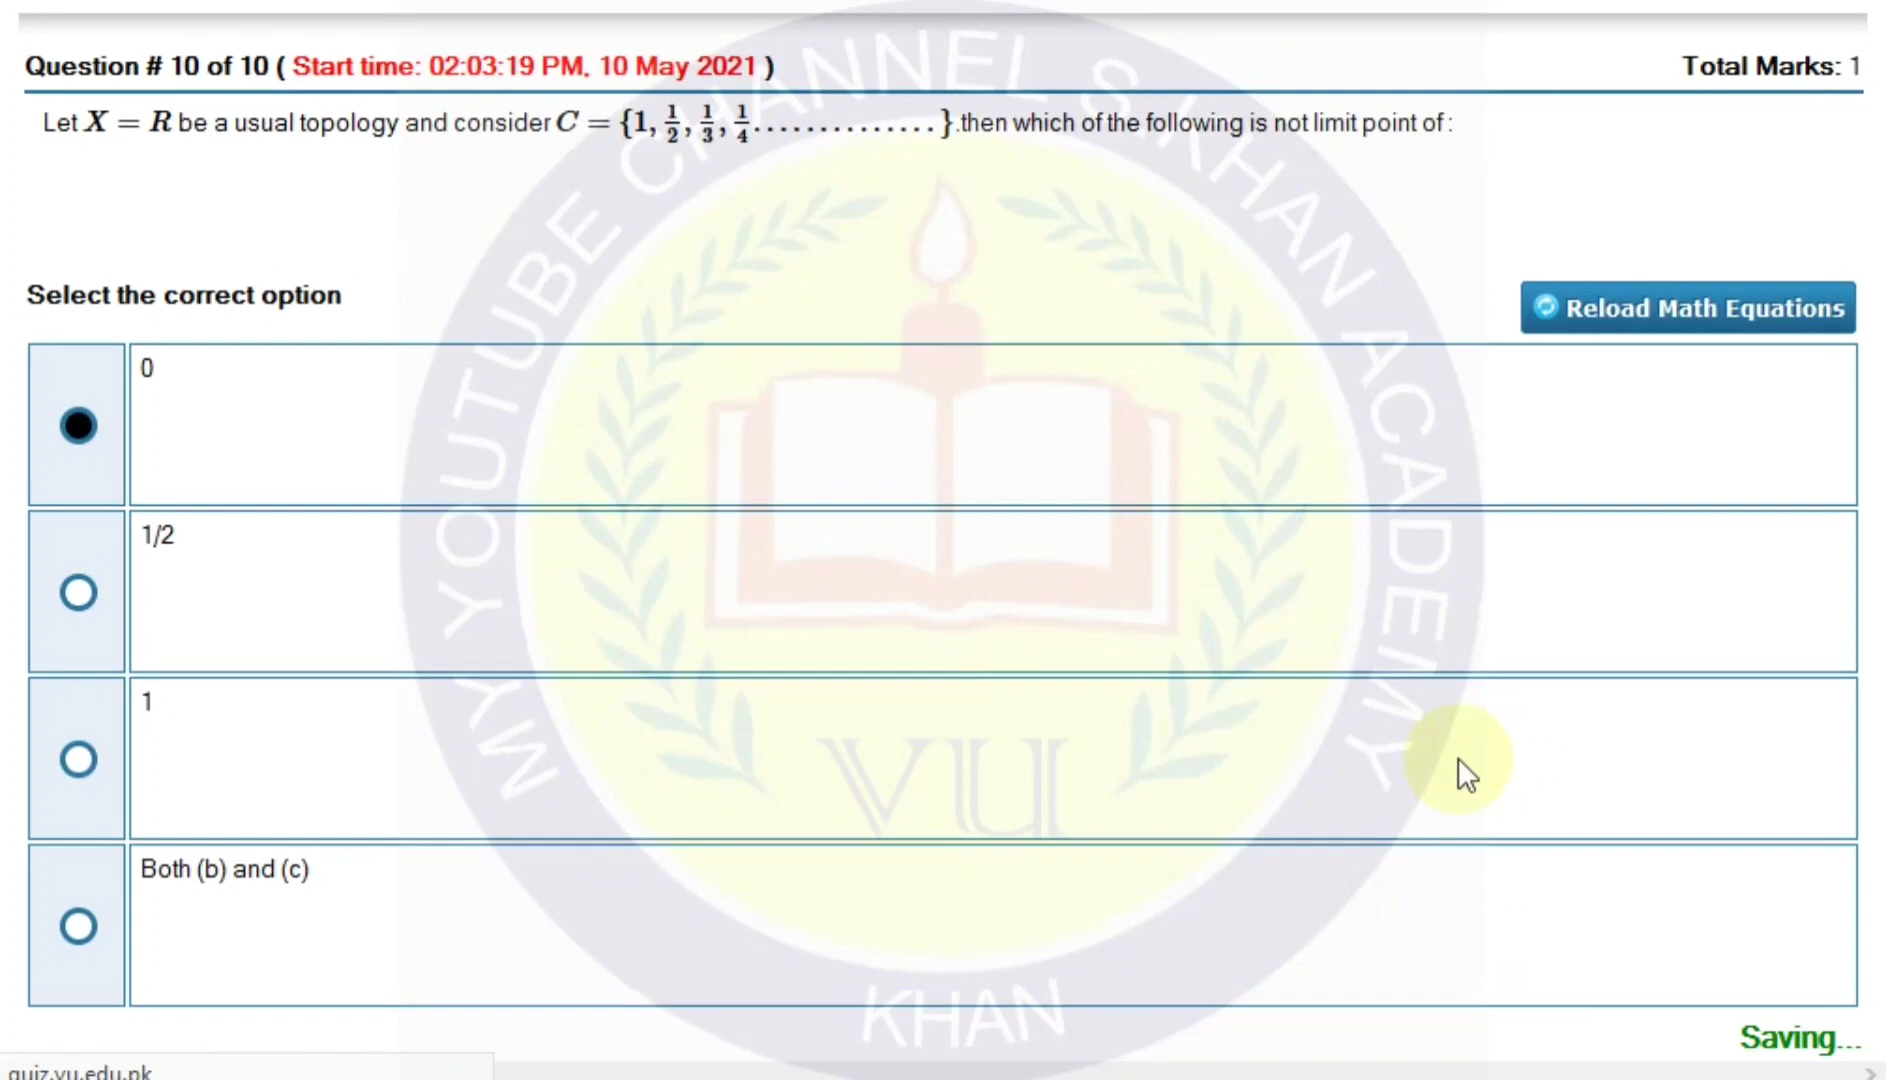 Question # 10 of 10 ( Start time: 02:03:19 PM, 10 May 2021 ) Total Marks: 1
Let X = R be a usual topology and consider C = {1, 1/2, 1/3, 1/4..............}.then which of the following is not limit point of :
Select the correct option
Reload Math Equations
0
1/2
1
Both (b) and (c)
MY YOUTUBE CHANNEL S KHAN ACADEMY
VU
KHAN
Saving...
quiz.vu.edu.pk